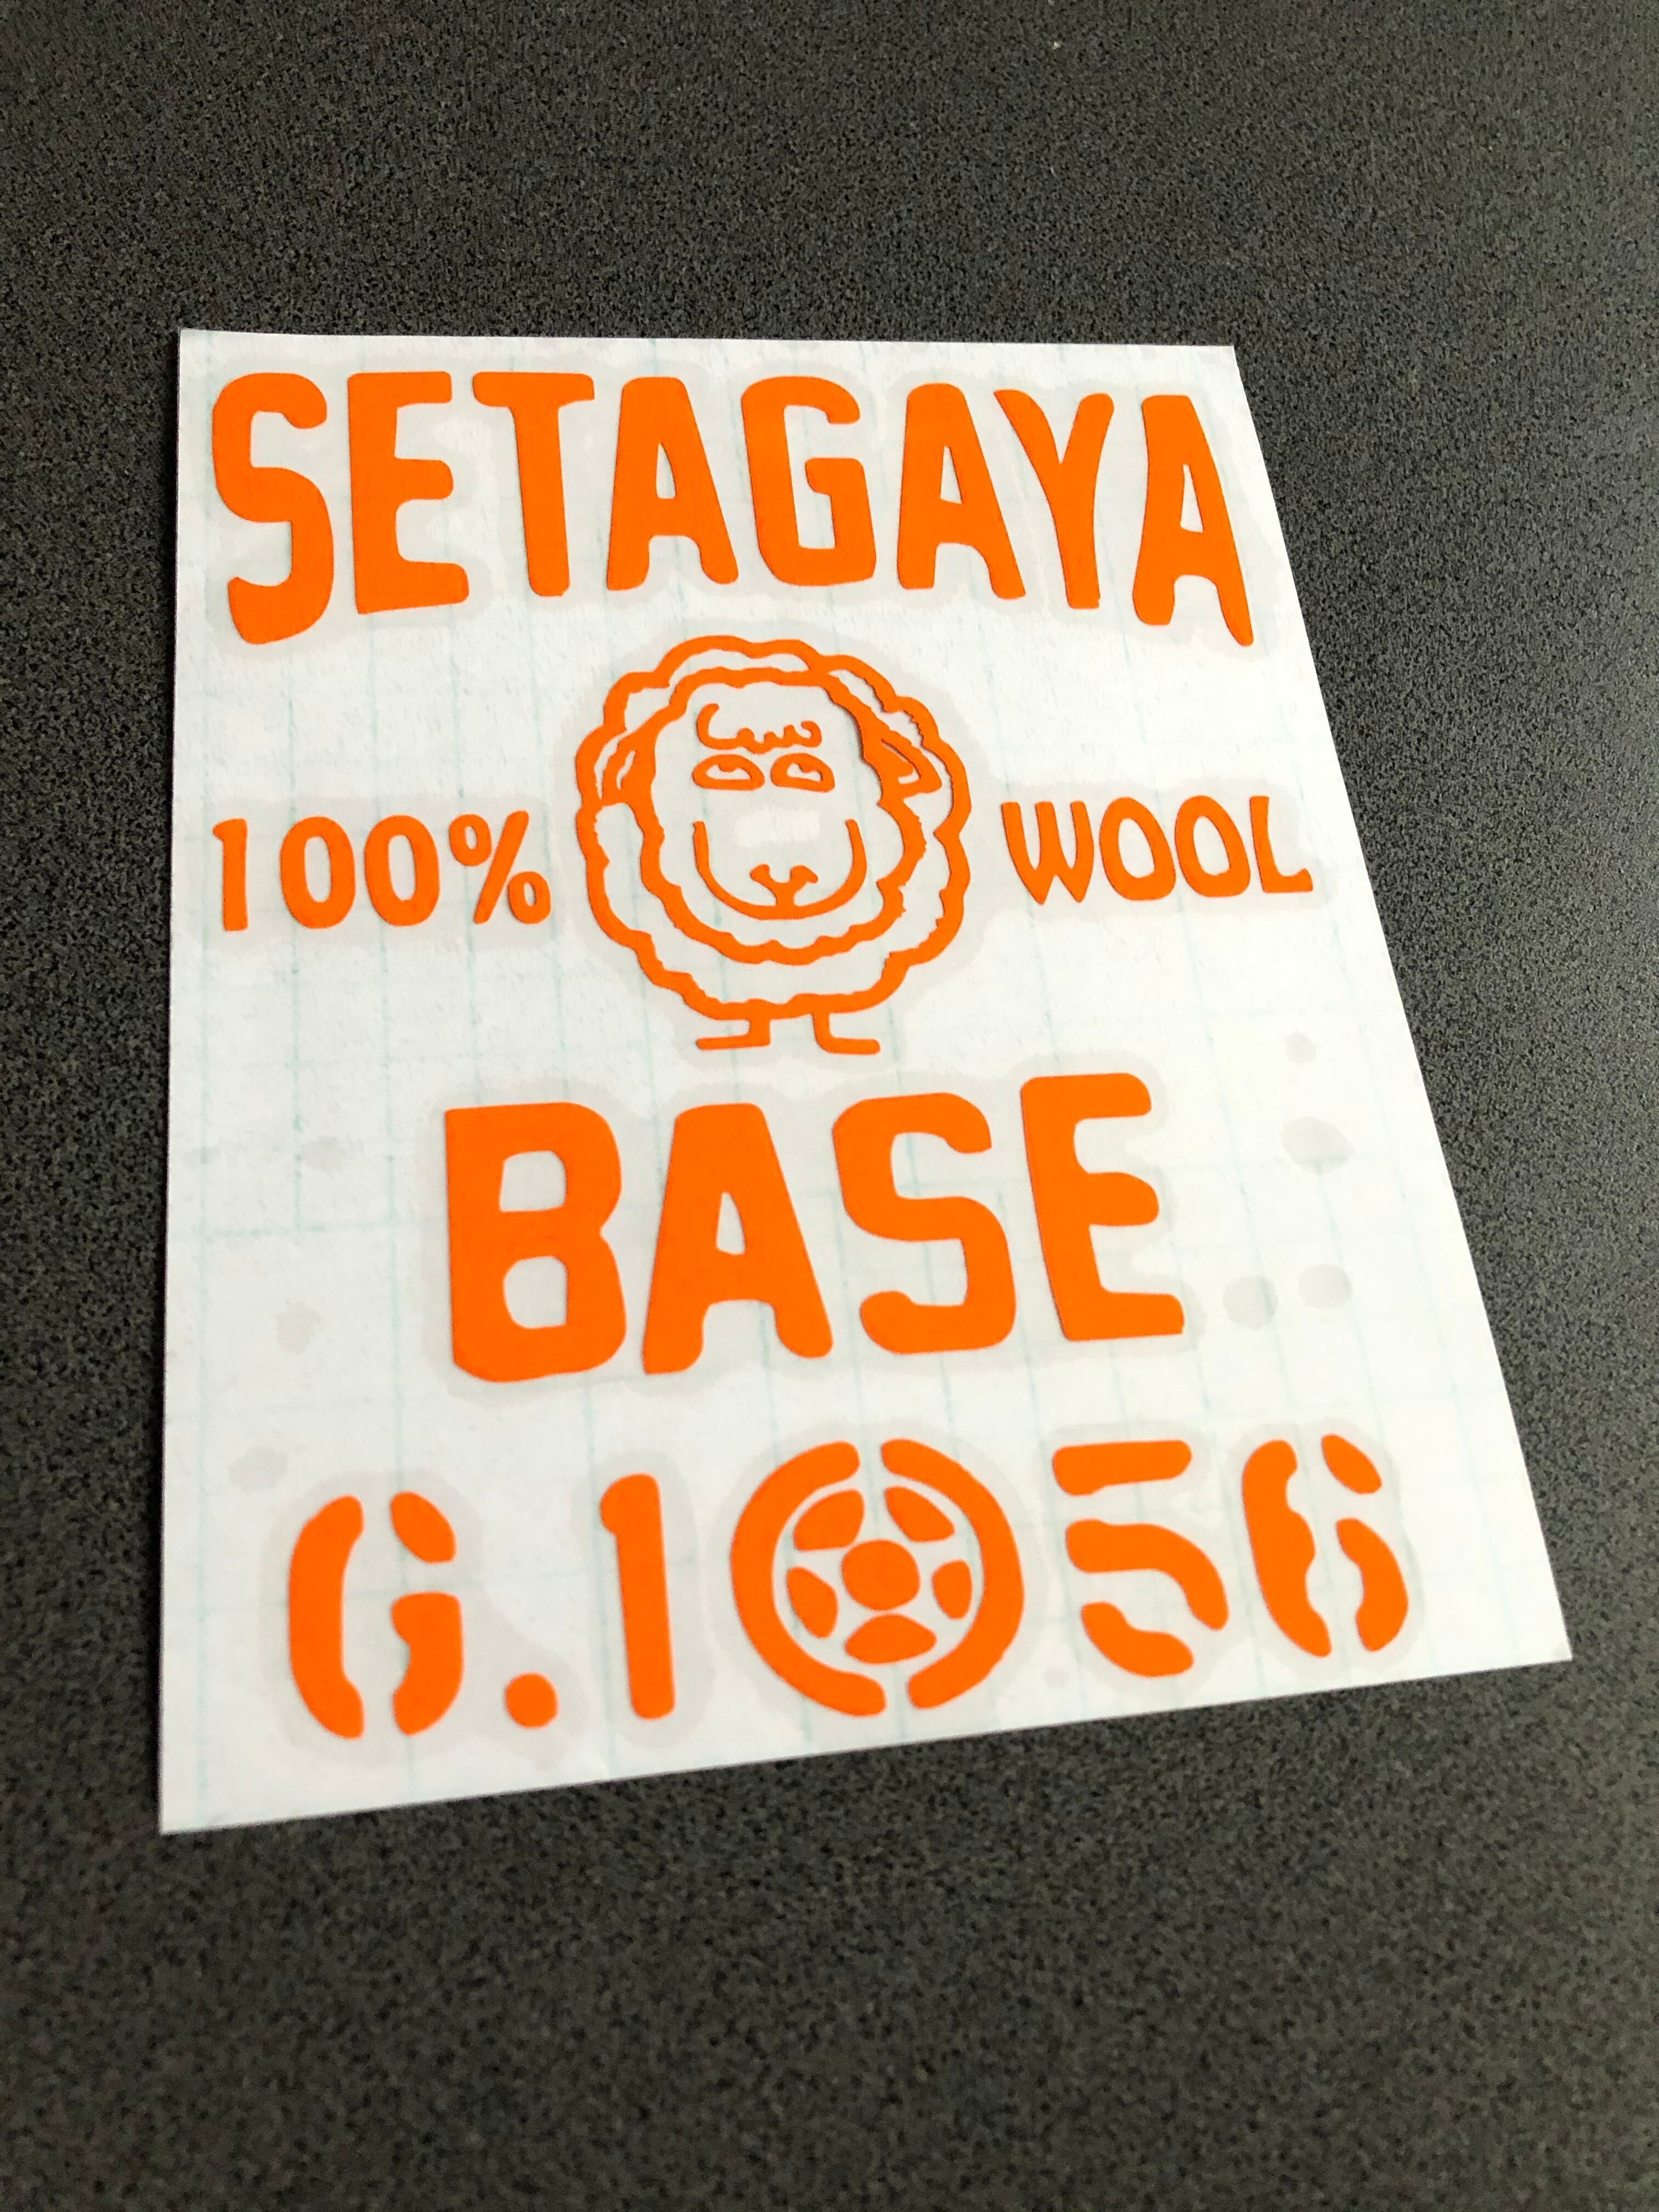 SETAGAYA
100% WOOL
BASE
G.1056